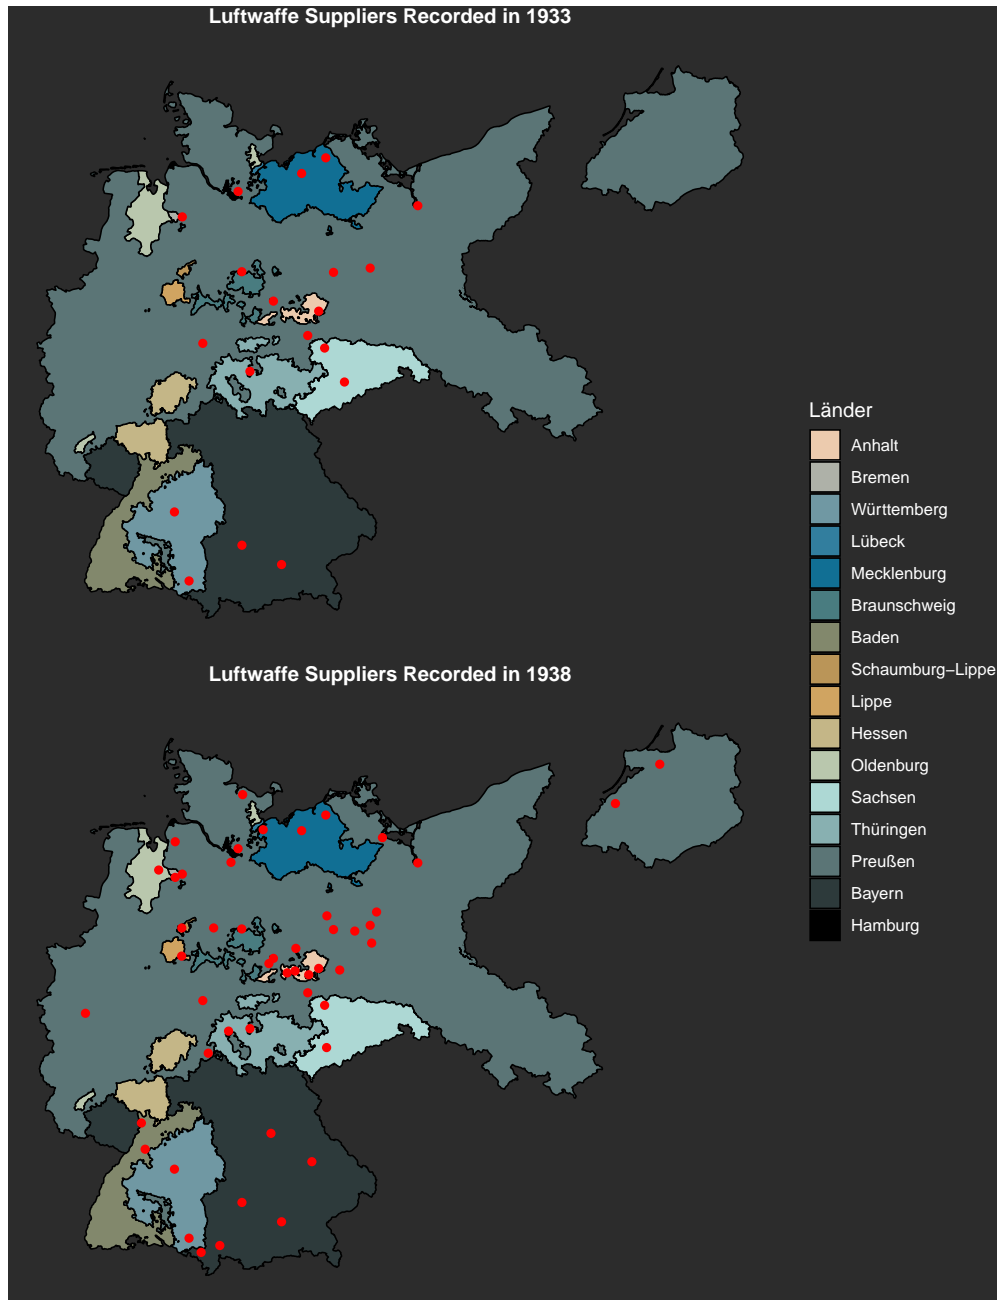 Luftwaffe Suppliers Recorded in 1933
Länder
Anhalt
Bremen
Württemberg
Lübeck
Mecklenburg
Braunschweig
Baden
Schaumburg−Lippe
Lippe
Hessen
Oldenburg
Sachsen
Thüringen
Preußen
Bayern
Hamburg
Luftwaffe Suppliers Recorded in 1938